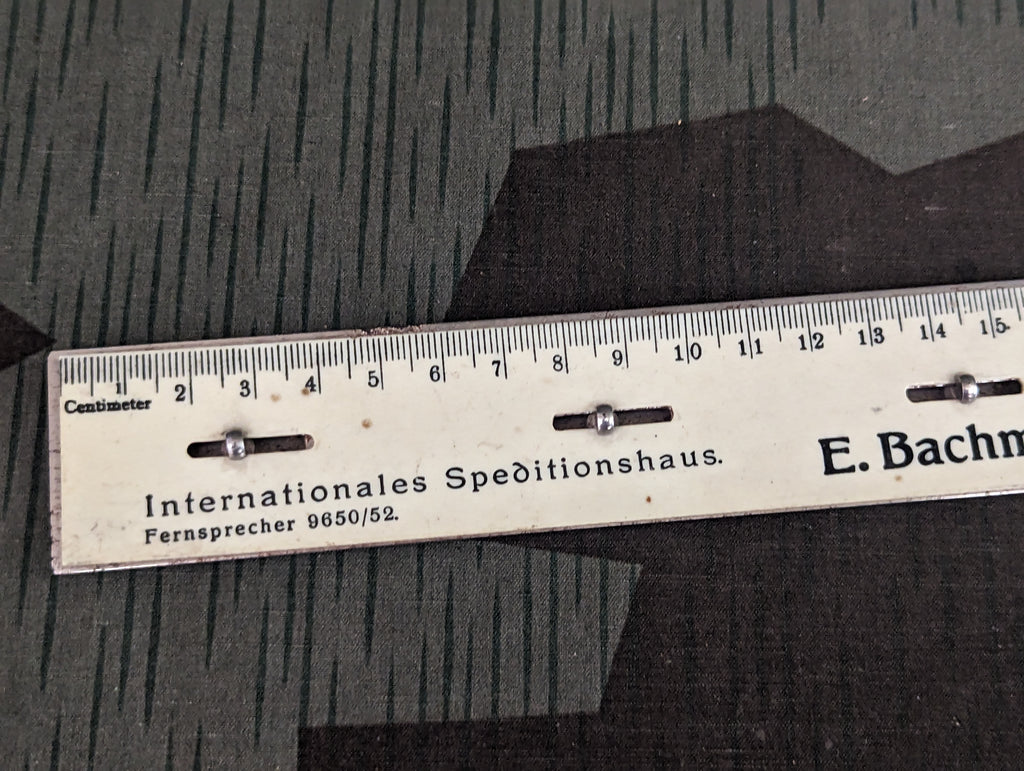 1 2 3 4 5 6 7 8 9 10 11 12 13 14 15
Centimeter
Internationales Speditionshaus. E. Bachm
Fernsprecher 9650/52.